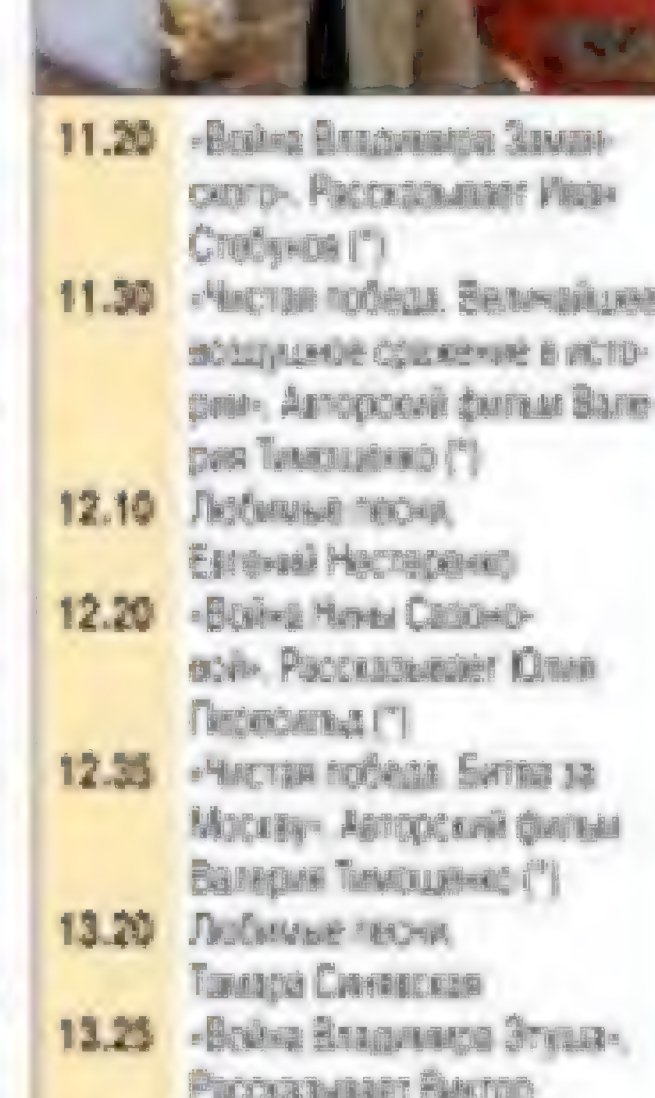 11.20 «Война Владимира Заман-
ского». Рассказывает Иван
Стебунов (*)
11.30 «Чистая победа. Величайшее
воздушное сражение в исто-
рии». Авторский фильм Вале-
рия Тимощенко (*)
12.10 Любимые песни.
Евгений Нестеренко
12.20 «Война Нины Сазоно-
вой». Рассказывает Юлия
Пересильд (*)
12.35 «Чистая победа. Битва за
Москву». Авторский фильм
Валерия Тимощенко (*)
13.20 Любимые песни.
Тамара Синявская
13.25 «Война Владимира Этуша».
Рассказывает Виктор